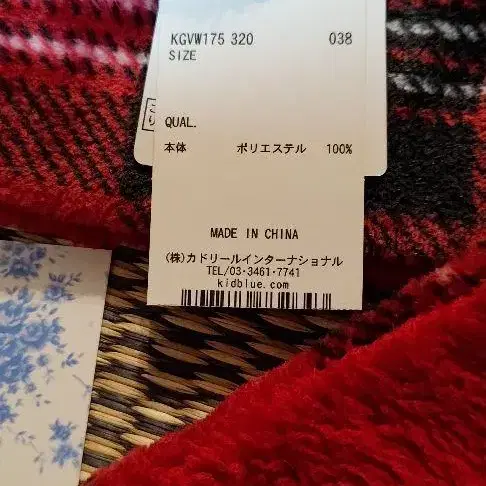 KGVW175 320 038
SIZE
QUAL.
本体 ポリエステル 100%
MADE IN CHINA
(株)カドリールインターナショナル
TEL/03・3461・7741
kidblue.com